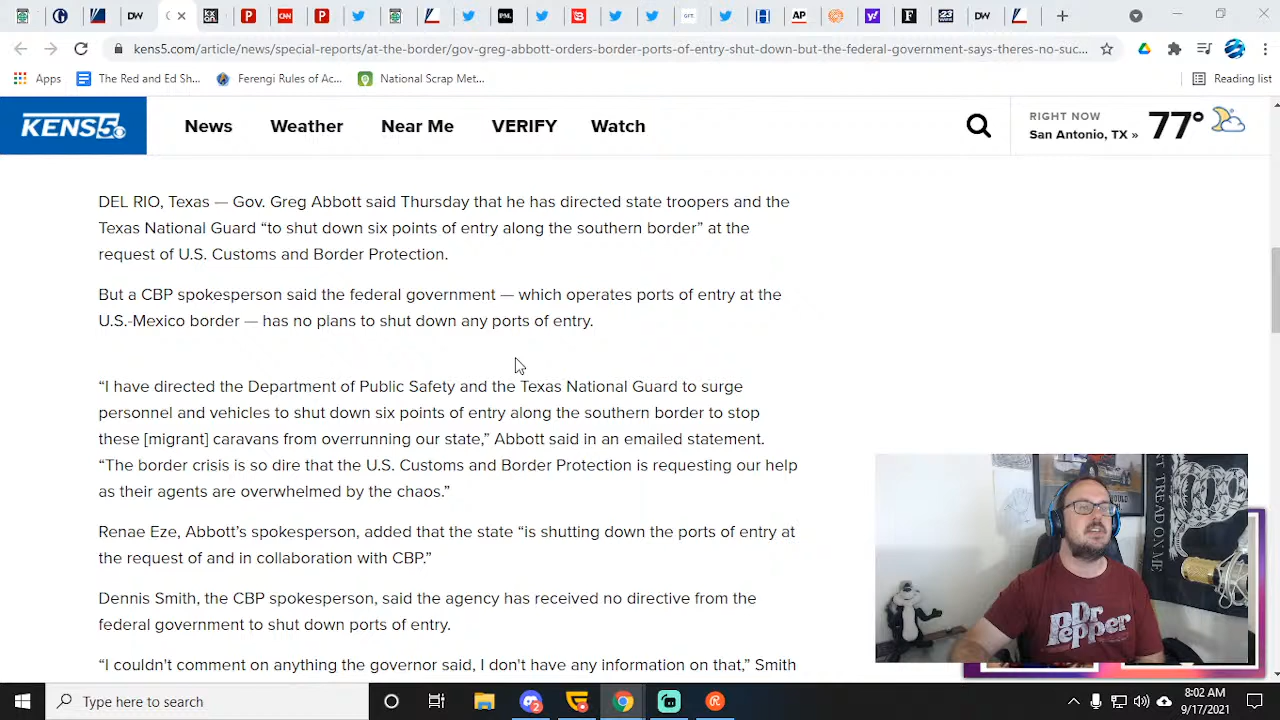 kens5.com/article/news/special-reports/at-the-border/gov-greg-abbott-orders-border-ports-of-entry-shut-down-but-the-federal-government-says-theres-no-suc...
Apps The Red and Ed Sh... Ferengi Rules of Ac... National Scrap Met... Reading list
KENS5 News Weather Near Me VERIFY Watch
RIGHT NOW
San Antonio, TX » 77°
DEL RIO, Texas — Gov. Greg Abbott said Thursday that he has directed state troopers and the
Texas National Guard “to shut down six points of entry along the southern border” at the
request of U.S. Customs and Border Protection.
But a CBP spokesperson said the federal government — which operates ports of entry at the
U.S.-Mexico border — has no plans to shut down any ports of entry.
“I have directed the Department of Public Safety and the Texas National Guard to surge
personnel and vehicles to shut down six points of entry along the southern border to stop
these [migrant] caravans from overrunning our state,” Abbott said in an emailed statement.
“The border crisis is so dire that the U.S. Customs and Border Protection is requesting our help
as their agents are overwhelmed by the chaos.”
Renae Eze, Abbott’s spokesperson, added that the state “is shutting down the ports of entry at
the request of and in collaboration with CBP.”
Dennis Smith, the CBP spokesperson, said the agency has received no directive from the
federal government to shut down ports of entry.
“I couldn’t comment on anything the governor said, I don't have any information on that,” Smith
Dr
Pepper
T TREAD ON ME
Type here to search
8:02 AM
9/17/2021